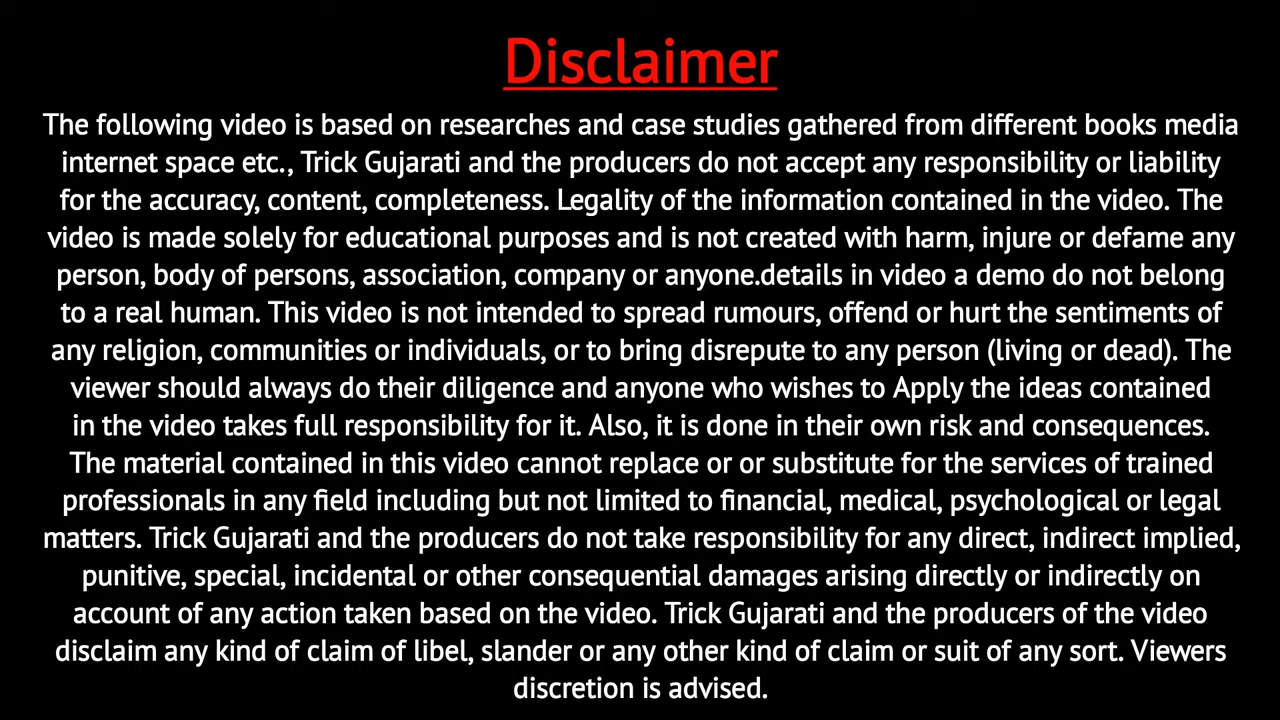 Disclaimer
The following video is based on researches and case studies gathered from different books media
internet space etc., Trick Gujarati and the producers do not accept any responsibility or liability
for the accuracy, content, completeness. Legality of the information contained in the video. The
video is made solely for educational purposes and is not created with harm, injure or defame any
person, body of persons, association, company or anyone.details in video a demo do not belong
to a real human. This video is not intended to spread rumours, offend or hurt the sentiments of
any religion, communities or individuals, or to bring disrepute to any person (living or dead). The
viewer should always do their diligence and anyone who wishes to Apply the ideas contained
in the video takes full responsibility for it. Also, it is done in their own risk and consequences.
The material contained in this video cannot replace or or substitute for the services of trained
professionals in any field including but not limited to financial, medical, psychological or legal
matters. Trick Gujarati and the producers do not take responsibility for any direct, indirect implied,
punitive, special, incidental or other consequential damages arising directly or indirectly on
account of any action taken based on the video. Trick Gujarati and the producers of the video
disclaim any kind of claim of libel, slander or any other kind of claim or suit of any sort. Viewers
discretion is advised.